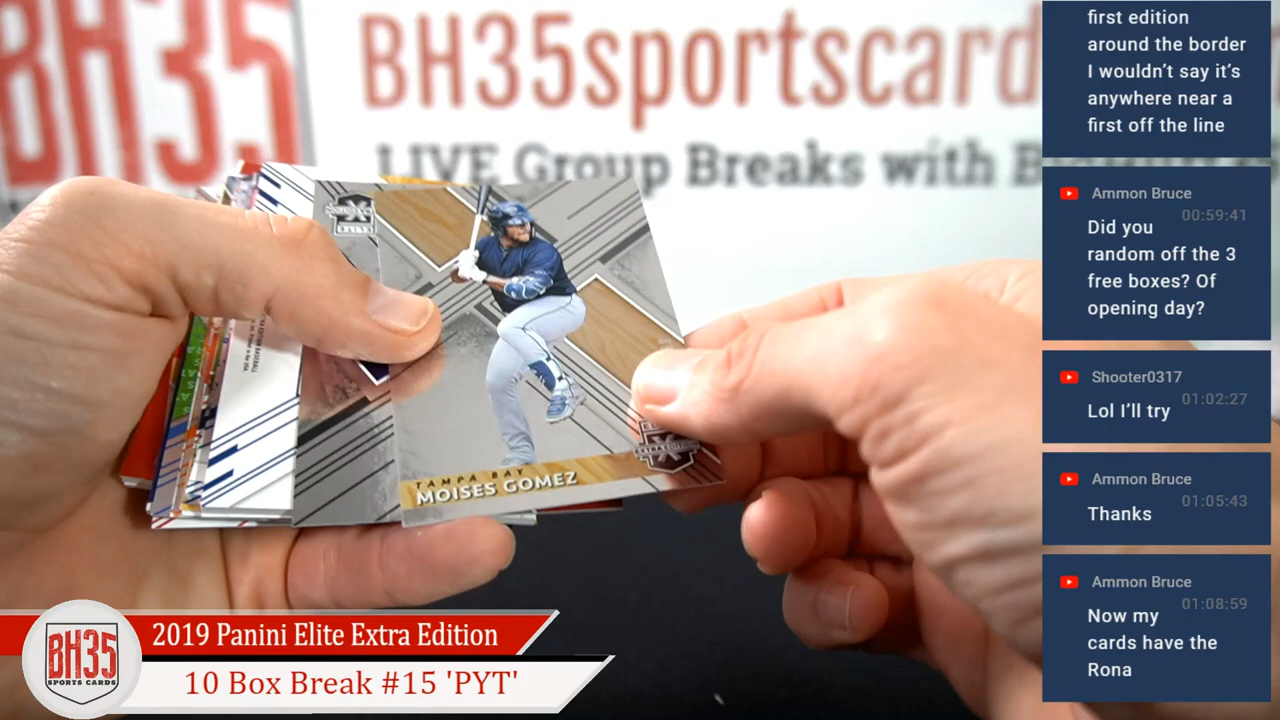 BH35
BH35sportscard
LIVE Group Breaks with B
TAMPA BAY
MOISES GOMEZ
BH35
SPORTS CARDS
2019 Panini Elite Extra Edition
10 Box Break #15 'PYT'
first edition
around the border
I wouldn’t say it’s
anywhere near a
first off the line
Ammon Bruce
00:59:41
Did you
random off the 3
free boxes? Of
opening day?
Shooter0317
01:02:27
Lol I’ll try
Ammon Bruce
01:05:43
Thanks
Ammon Bruce
01:08:59
Now my
cards have the
Rona